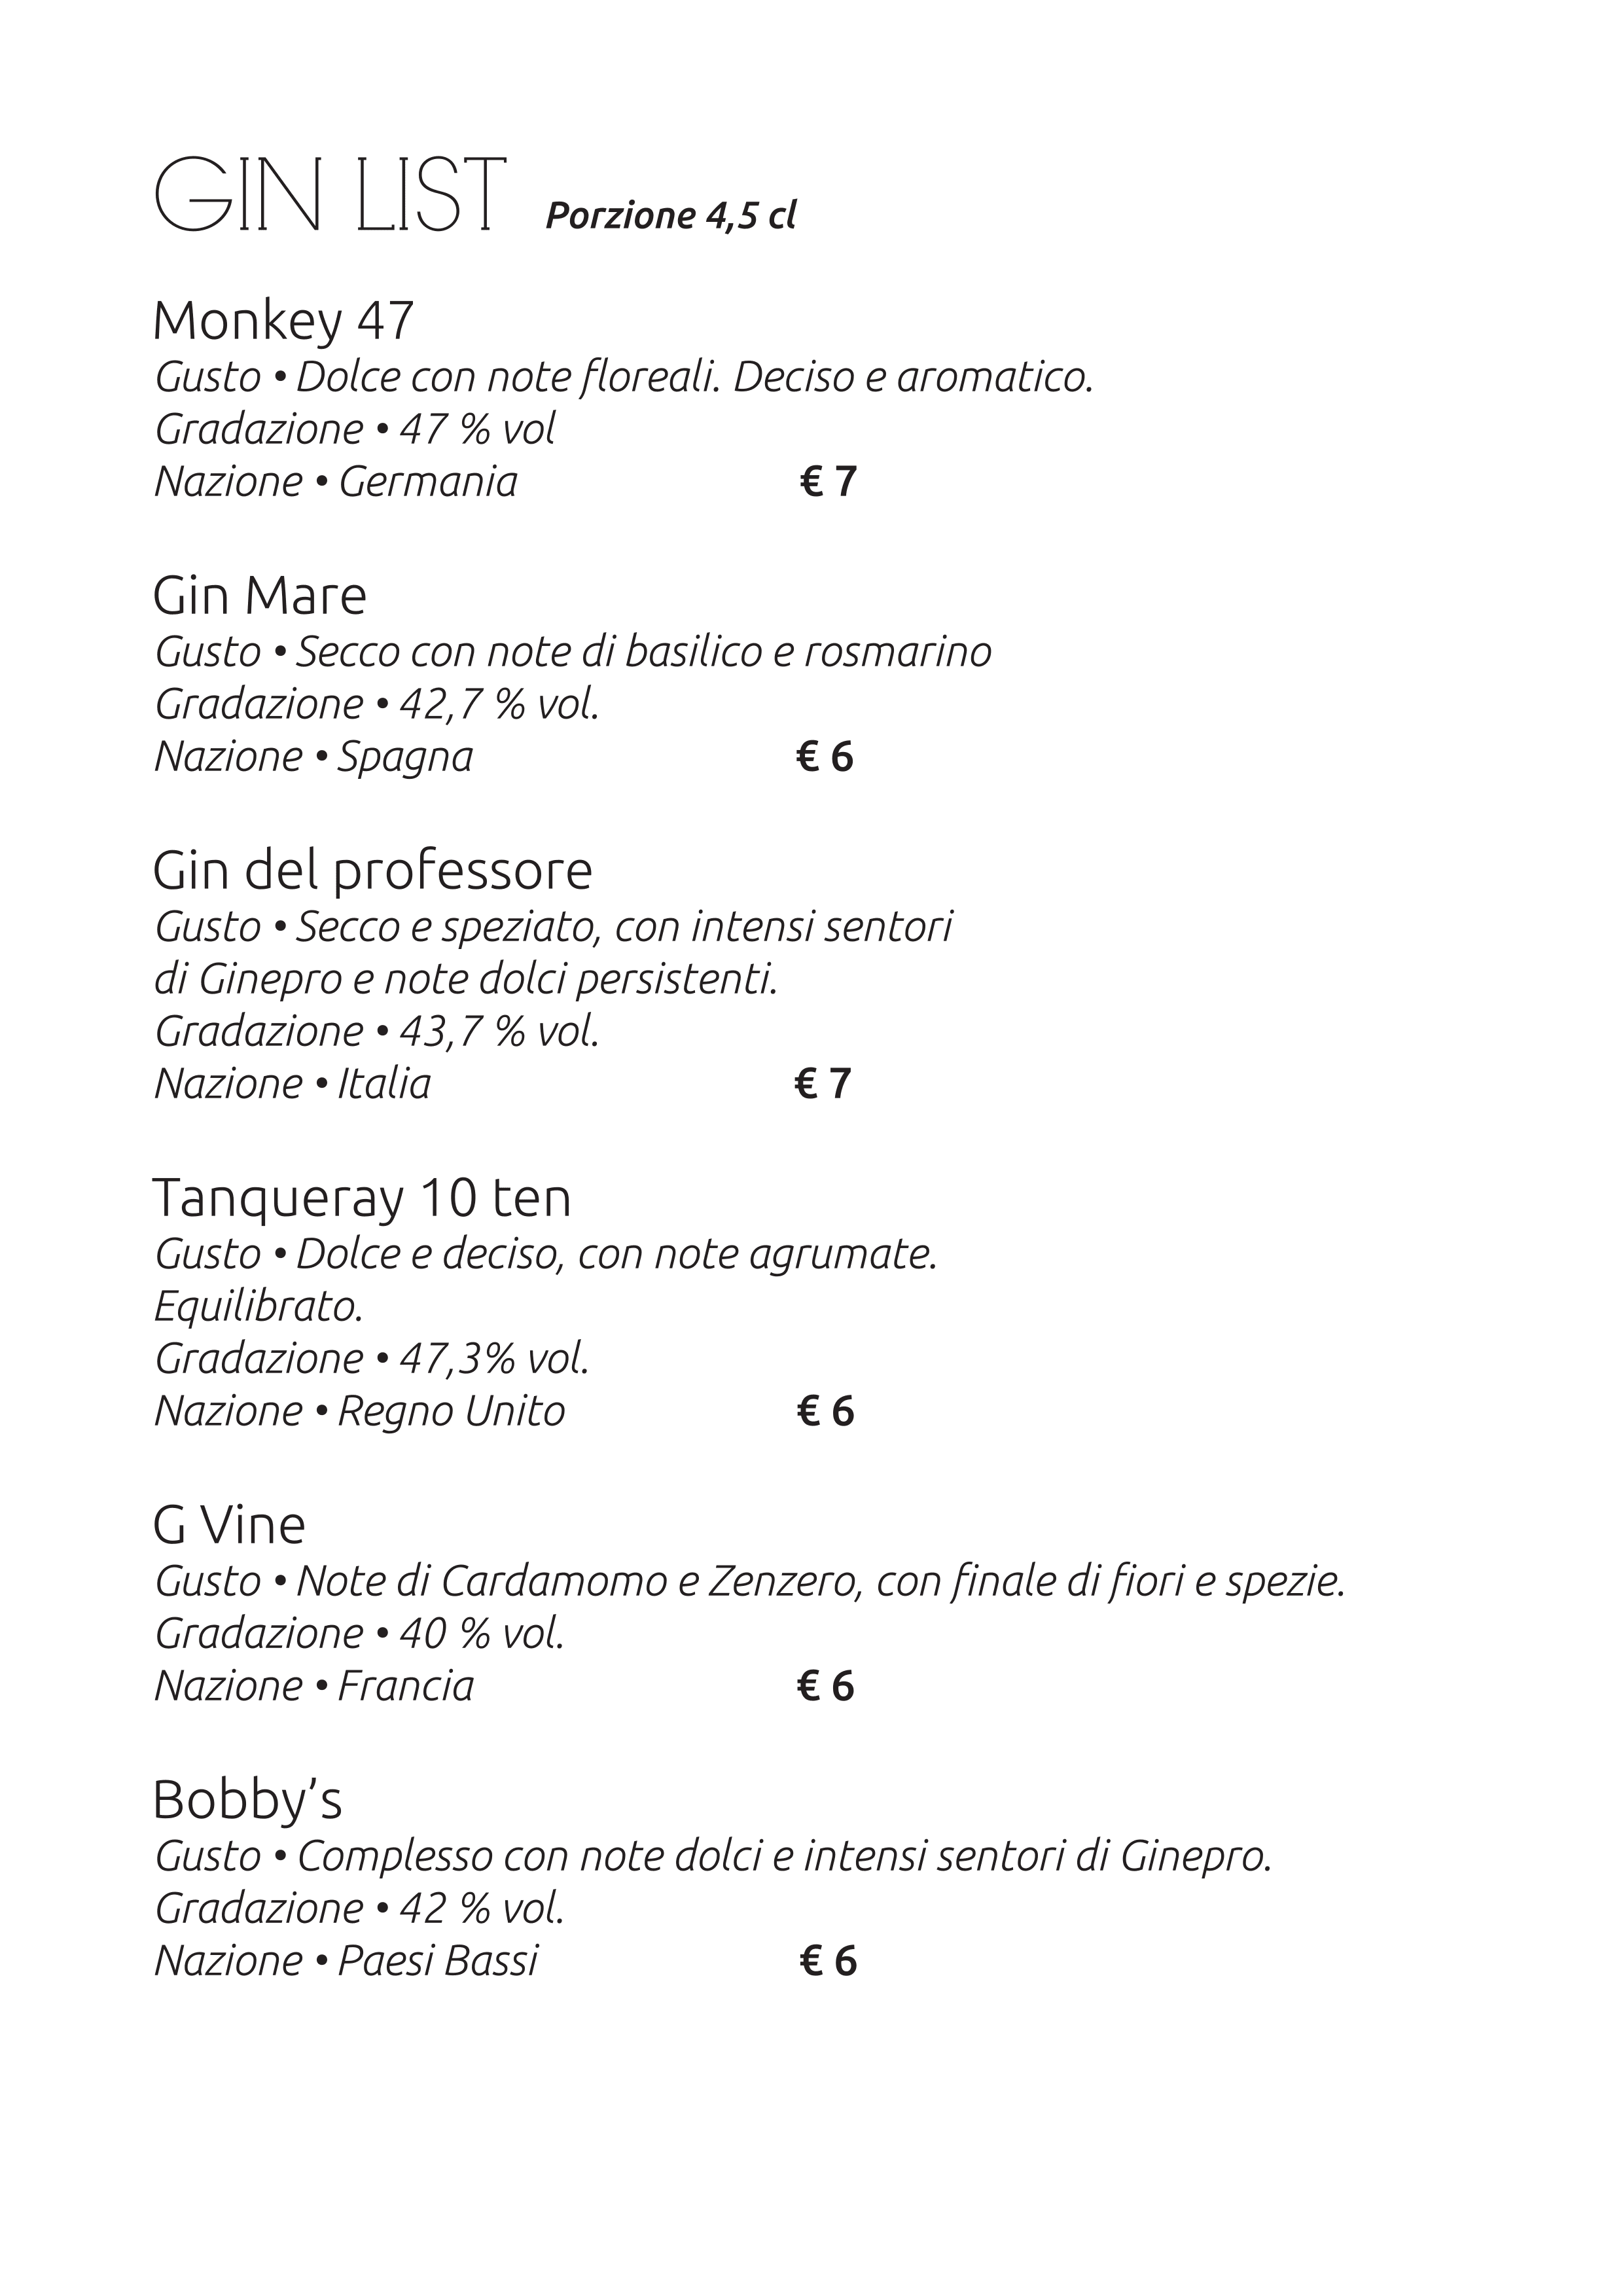 GIN LIST Porzione 4,5 cl
Monkey 47
Gusto • Dolce con note floreali. Deciso e aromatico.
Gradazione • 47 % vol
Nazione • Germania € 7
Gin Mare
Gusto • Secco con note di basilico e rosmarino
Gradazione • 42,7 % vol.
Nazione • Spagna € 6
Gin del professore
Gusto • Secco e speziato, con intensi sentori
di Ginepro e note dolci persistenti.
Gradazione • 43,7 % vol.
Nazione • Italia € 7
Tanqueray 10 ten
Gusto • Dolce e deciso, con note agrumate.
Equilibrato.
Gradazione • 47,3% vol.
Nazione • Regno Unito € 6
G Vine
Gusto • Note di Cardamomo e Zenzero, con finale di fiori e spezie.
Gradazione • 40 % vol.
Nazione • Francia € 6
Bobby’s
Gusto • Complesso con note dolci e intensi sentori di Ginepro.
Gradazione • 42 % vol.
Nazione • Paesi Bassi € 6